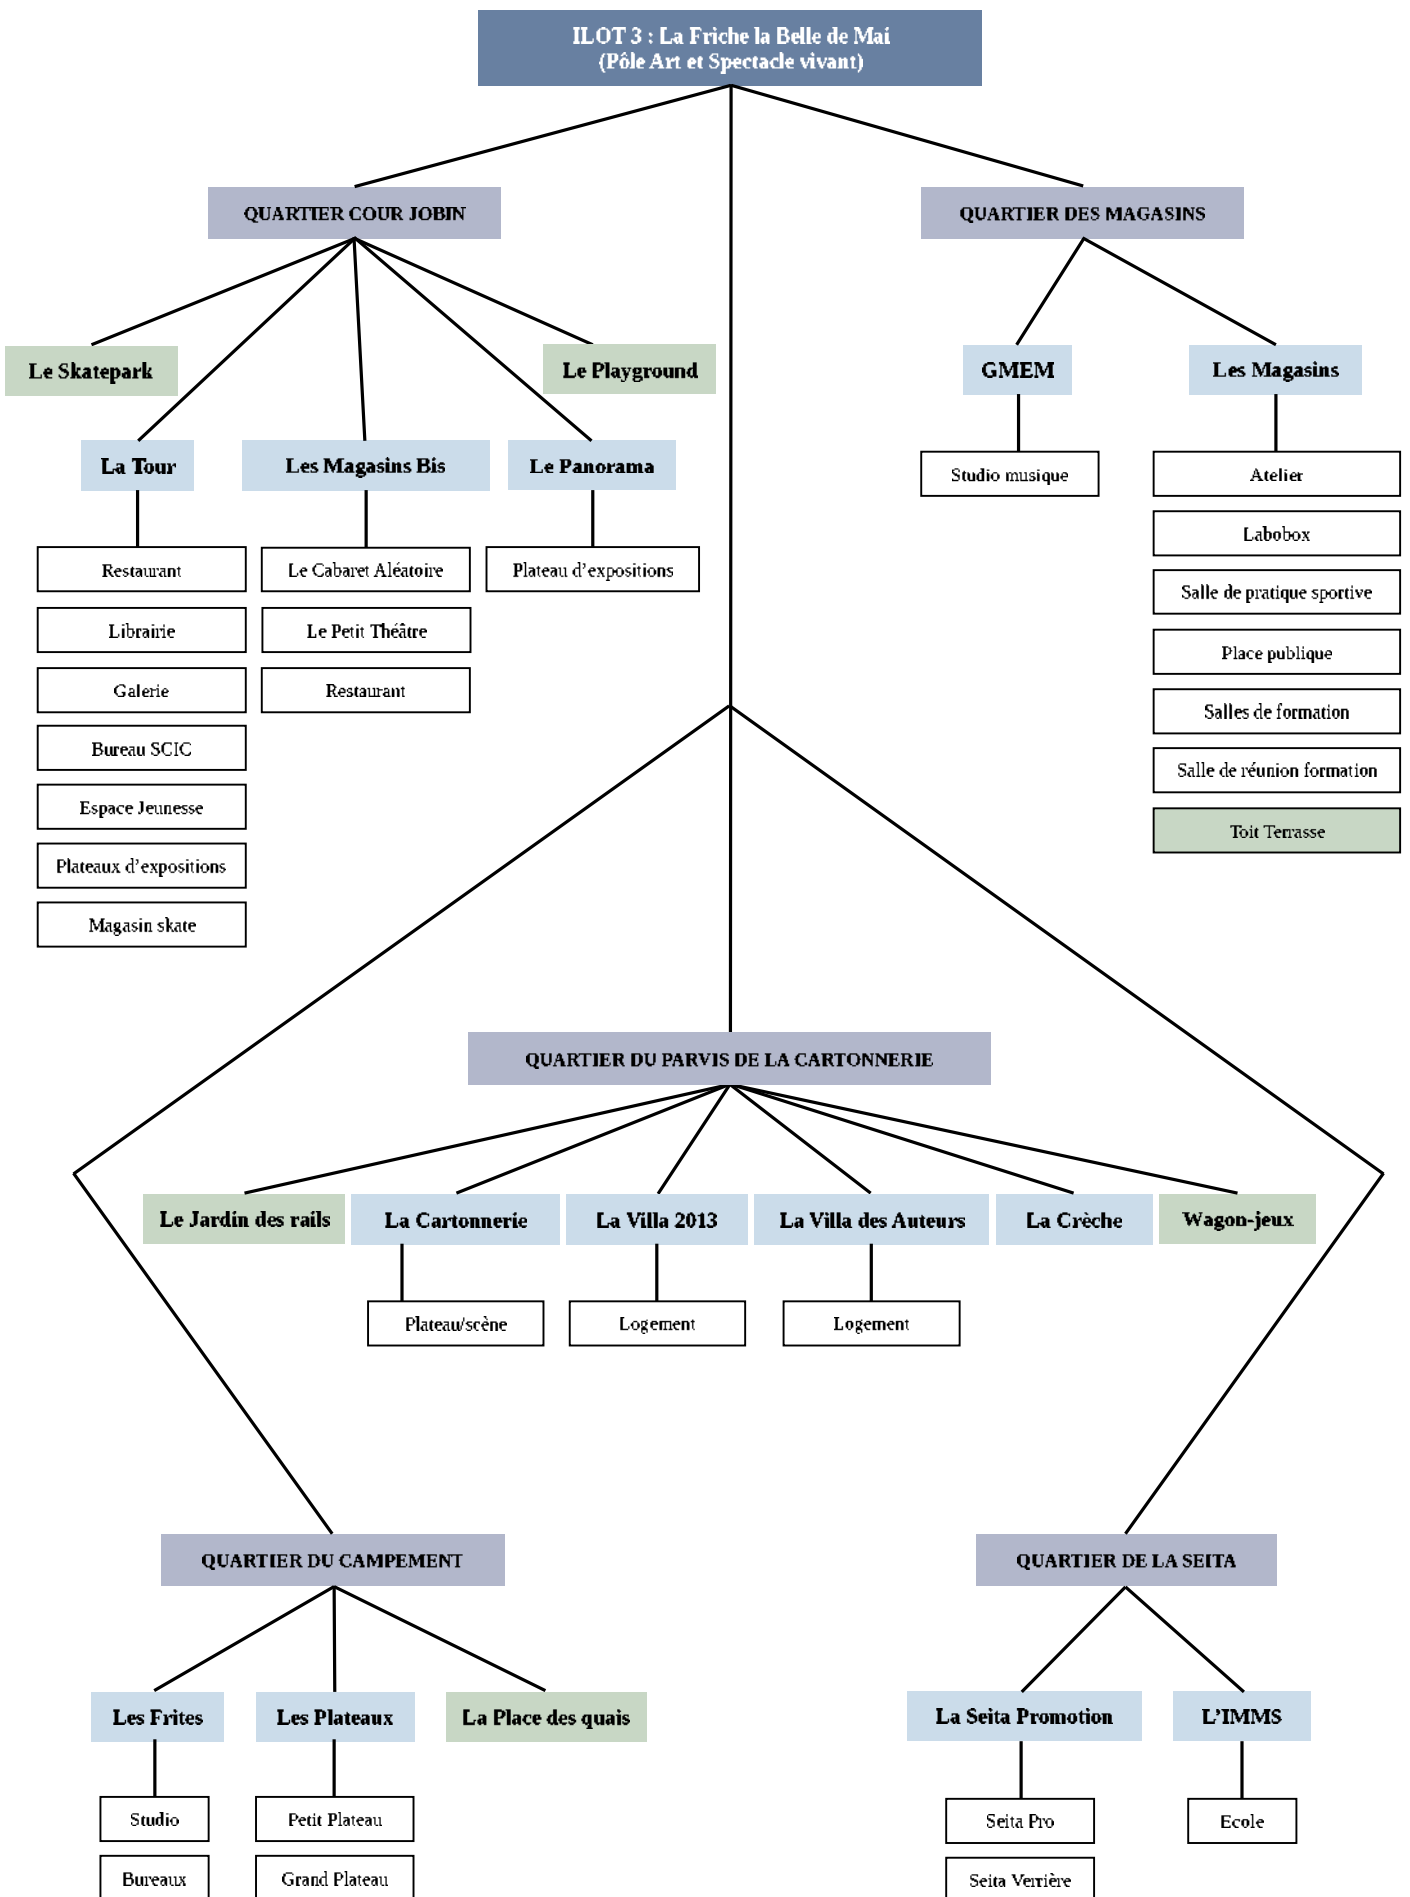 ILOT 3 : La Friche la Belle de Mai
(Pôle Art et Spectacle vivant)
QUARTIER COUR JOBIN
QUARTIER DES MAGASINS
Le Skatepark
Le Playground
GMEM
Les Magasins
La Tour
Les Magasins Bis
Le Panorama
Studio musique
Atelier
Labobox
Salle de pratique sportive
Place publique
Salles de formation
Salle de réunion formation
Toit Terrasse
Restaurant
Librairie
Galerie
Bureau SCIC
Espace Jeunesse
Plateaux d’expositions
Magasin skate
Le Cabaret Aléatoire
Le Petit Théâtre
Restaurant
Plateau d’expositions
QUARTIER DU PARVIS DE LA CARTONNERIE
Le Jardin des rails
La Cartonnerie
La Villa 2013
La Villa des Auteurs
La Crèche
Wagon-jeux
Plateau/scène
Logement
Logement
QUARTIER DU CAMPEMENT
QUARTIER DE LA SEITA
Les Frites
Les Plateaux
La Place des quais
La Seita Promotion
L’IMMS
Studio
Bureaux
Petit Plateau
Grand Plateau
Seita Pro
Seita Verrière
Ecole